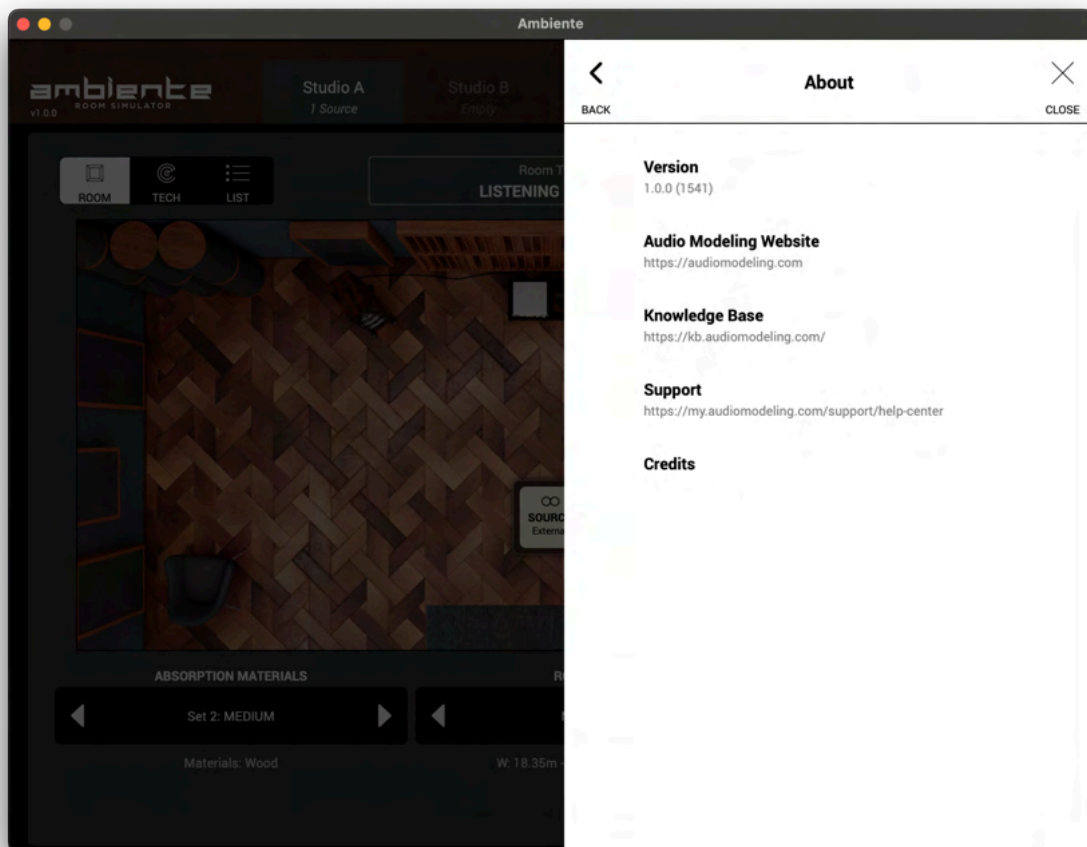 Ambiente
ambiente
ROOM SIMULATOR
v1.0.0
Studio A
1 Source
Studio B
Empty
ROOM
TECH
LIST
Room T
LISTENING
SOURC
Externa
ABSORPTION MATERIALS
Set 2: MEDIUM
Materials: Wood
W: 18.35m -
BACK
About
CLOSE
Version
1.0.0 (1541)
Audio Modeling Website
https://audiomodeling.com
Knowledge Base
https://kb.audiomodeling.com/
Support
https://my.audiomodeling.com/support/help-center
Credits